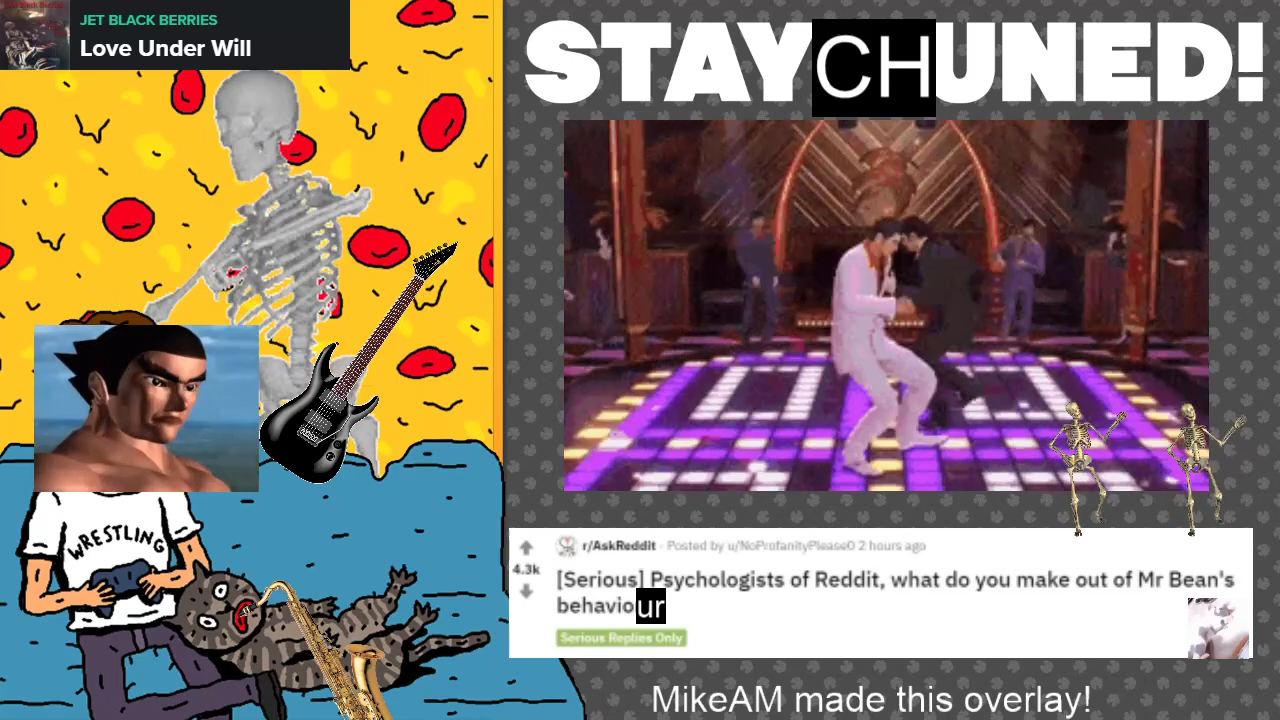 JET BLACK BERRIES
Love Under Will
STAYCHUNED!
WRESTLING
r/AskReddit · Posted by u/NoProfanityPlease0 2 hours ago
4.3k
[Serious] Psychologists of Reddit, what do you make out of Mr Bean's
behaviour
Serious Replies Only
MikeAM made this overlay!